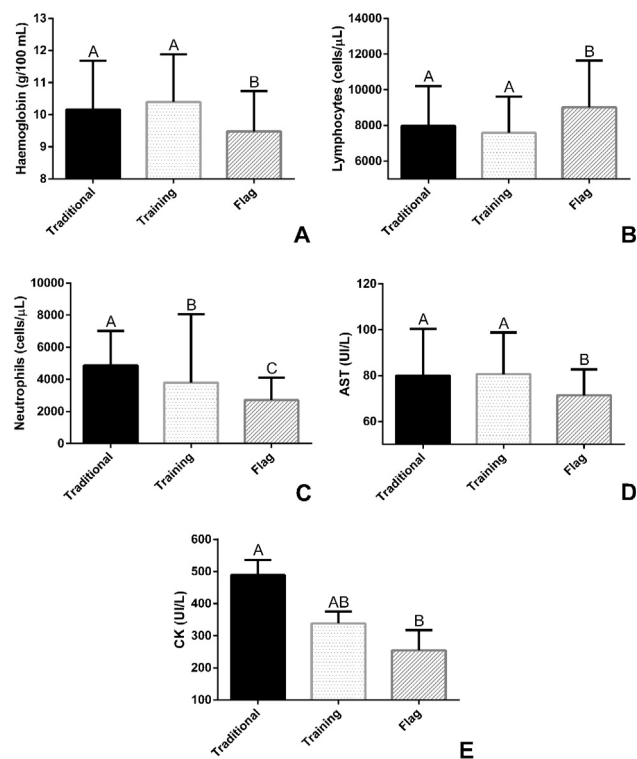 Haemoglobin (g/100 mL)
13
12
11
10
9
8
A
A
B
Traditional
Training
Flag
A
Lymphocytes (cells/µL)
14000
12000
10000
8000
6000
A
A
B
Traditional
Training
Flag
B
Neutrophils (cells/µL)
10000
8000
6000
4000
2000
0
A
B
C
Traditional
Training
Flag
C
AST (UI/L)
120
100
80
60
A
A
B
Traditional
Training
Flag
D
CK (UI/L)
600
500
400
300
200
100
A
AB
B
Traditional
Training
Flag
E